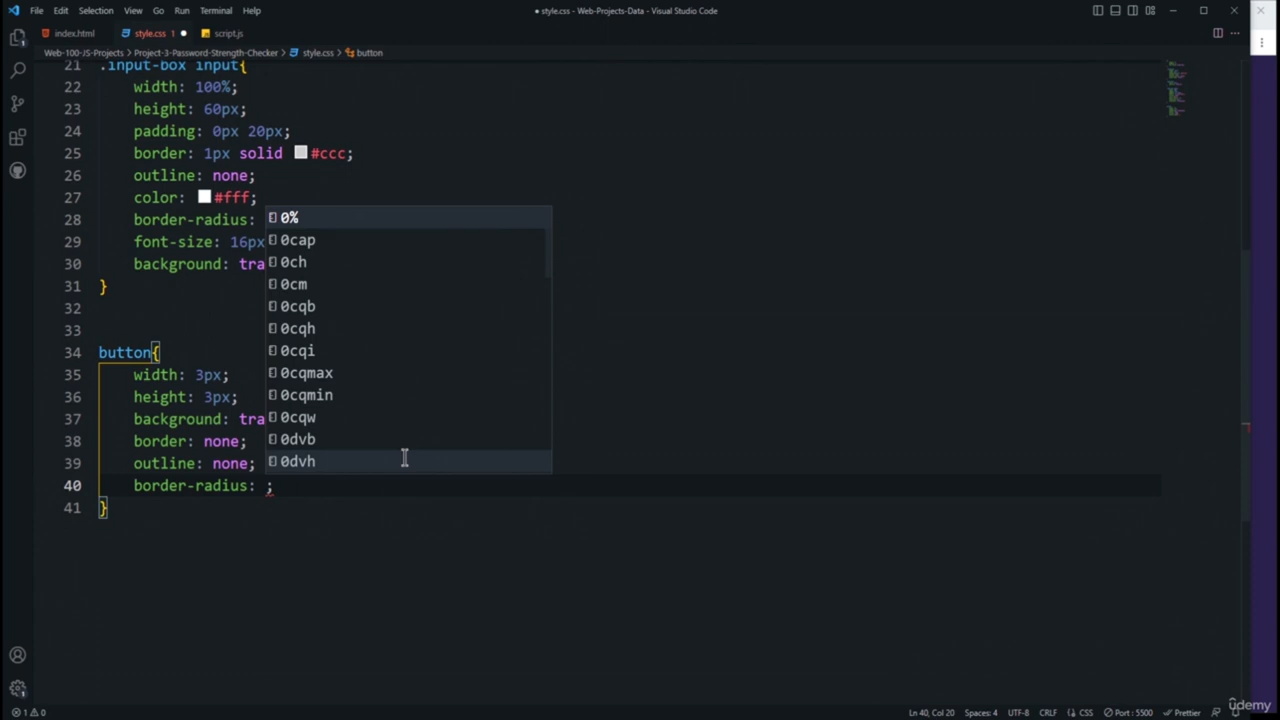 File Edit Selection View Go Run Terminal Help
● style.css - Web-Projects-Data - Visual Studio Code
index.html style.css 1 ● script.js
Web-100-JS-Projects > Project-3-Password-Strength-Checker > style.css > button
21 .input-box input{
22 width: 100%;
23 height: 60px;
24 padding: 0px 20px;
25 border: 1px solid #ccc;
26 outline: none;
27 color: #fff;
28 border-radius:
29 font-size: 16px
30 background: tra
31 }
32
33
34 button{
35 width: 3px;
36 height: 3px;
37 background: tra
38 border: none;
39 outline: none;
40 border-radius: ;
41 }
0%
0cap
0ch
0cm
0cqb
0cqh
0cqi
0cqmax
0cqmin
0cqw
0dvb
0dvh
1 0 Ln 40, Col 20 Spaces: 4 UTF-8 CRLF CSS Port : 5500 Prettier
udemy